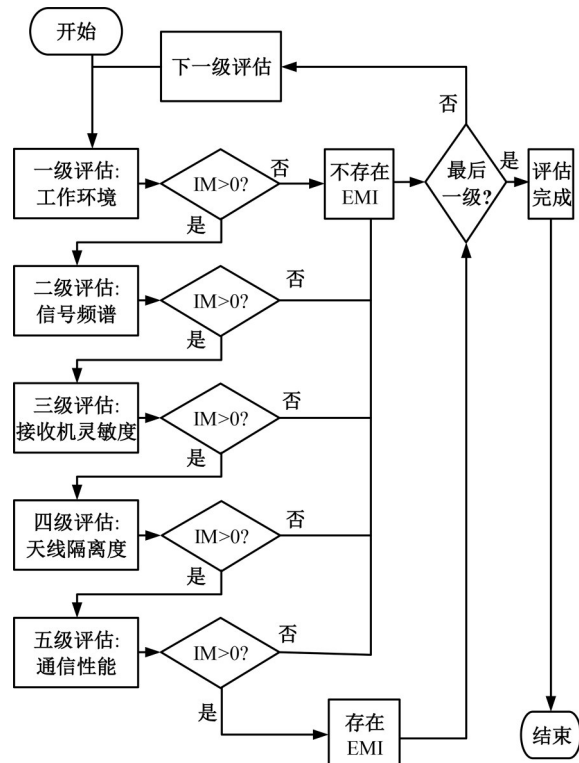 开始
下一级评估
否
一级评估:
工作环境
IM>0?
否
不存在
EMI
最后
一级?
是
评估
完成
是
二级评估:
信号频谱
IM>0?
否
是
三级评估:
接收机灵敏度
IM>0?
否
是
四级评估:
天线隔离度
IM>0?
否
是
五级评估:
通信性能
IM>0?
否
是
存在
EMI
结束